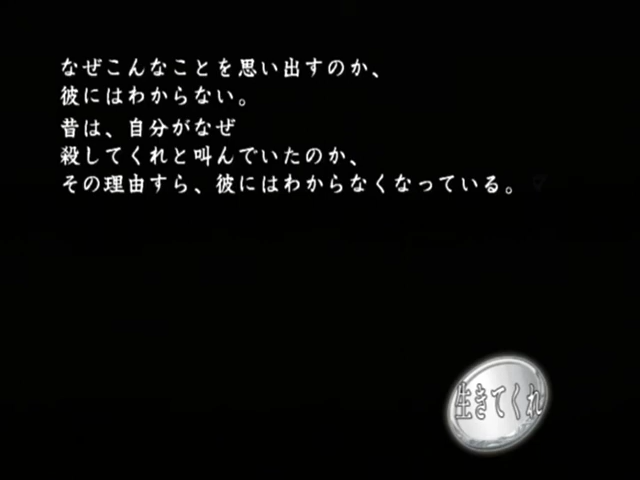 なぜこんなことを思い出すのか、
彼にはわからない。
昔は、自分がなぜ
殺してくれと叫んでいたのか、
その理由すら、彼にはわからなくなっている。
生きてくれ